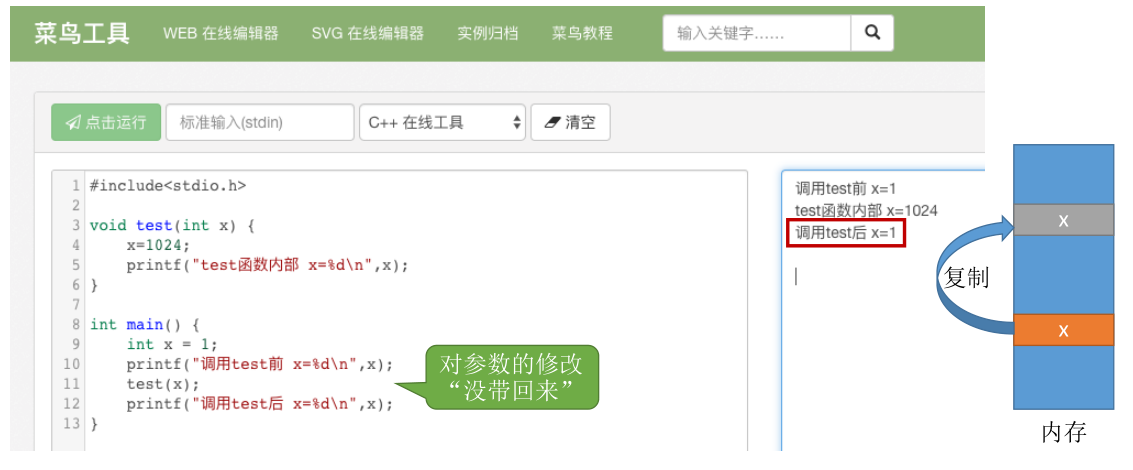 菜鸟工具 WEB 在线编辑器 SVG 在线编辑器 实例归档 菜鸟教程 输入关键字……
点击运行 标准输入(stdin) C++ 在线工具 清空
1 #include<stdio.h>
2
3 void test(int x) {
4     x=1024;
5     printf("test函数内部 x=%d\n",x);
6 }
7
8 int main() {
9     int x = 1;
10     printf("调用test前 x=%d\n",x);
11     test(x);
12     printf("调用test后 x=%d\n",x);
13 }
对参数的修改
“没带回来”
调用test前 x=1
test函数内部 x=1024
调用test后 x=1
x
复制
x
内存